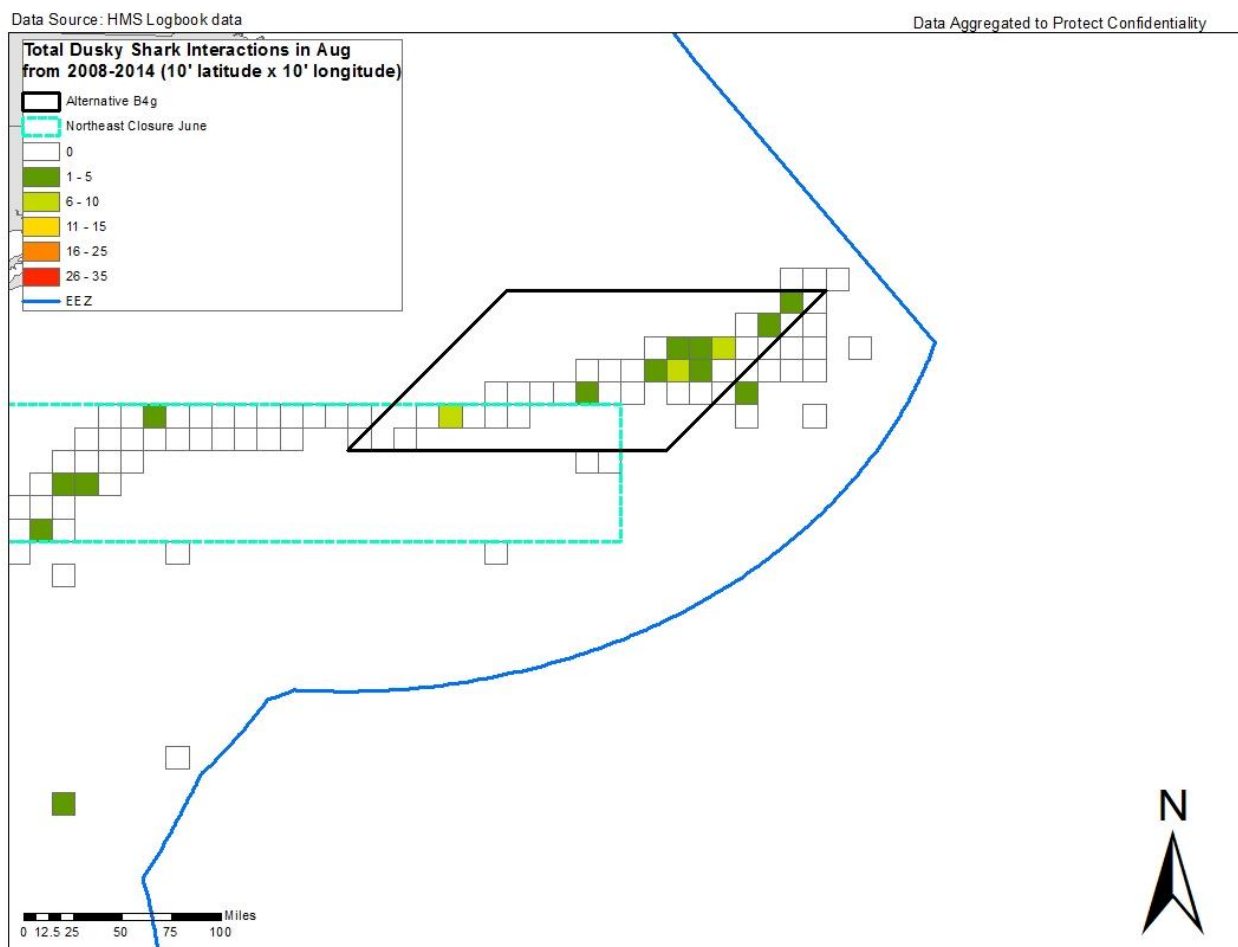 Data Source: HMS Logbook data
Data Aggregated to Protect Confidentiality
Total Dusky Shark Interactions in Aug
from 2008-2014 (10' latitude x 10' longitude)
Alternative B4g
Northeast Closure June
0
1 - 5
6 - 10
11 - 15
16 - 25
26 - 35
EEZ
N
Miles
0 12.5 25 50 75 100